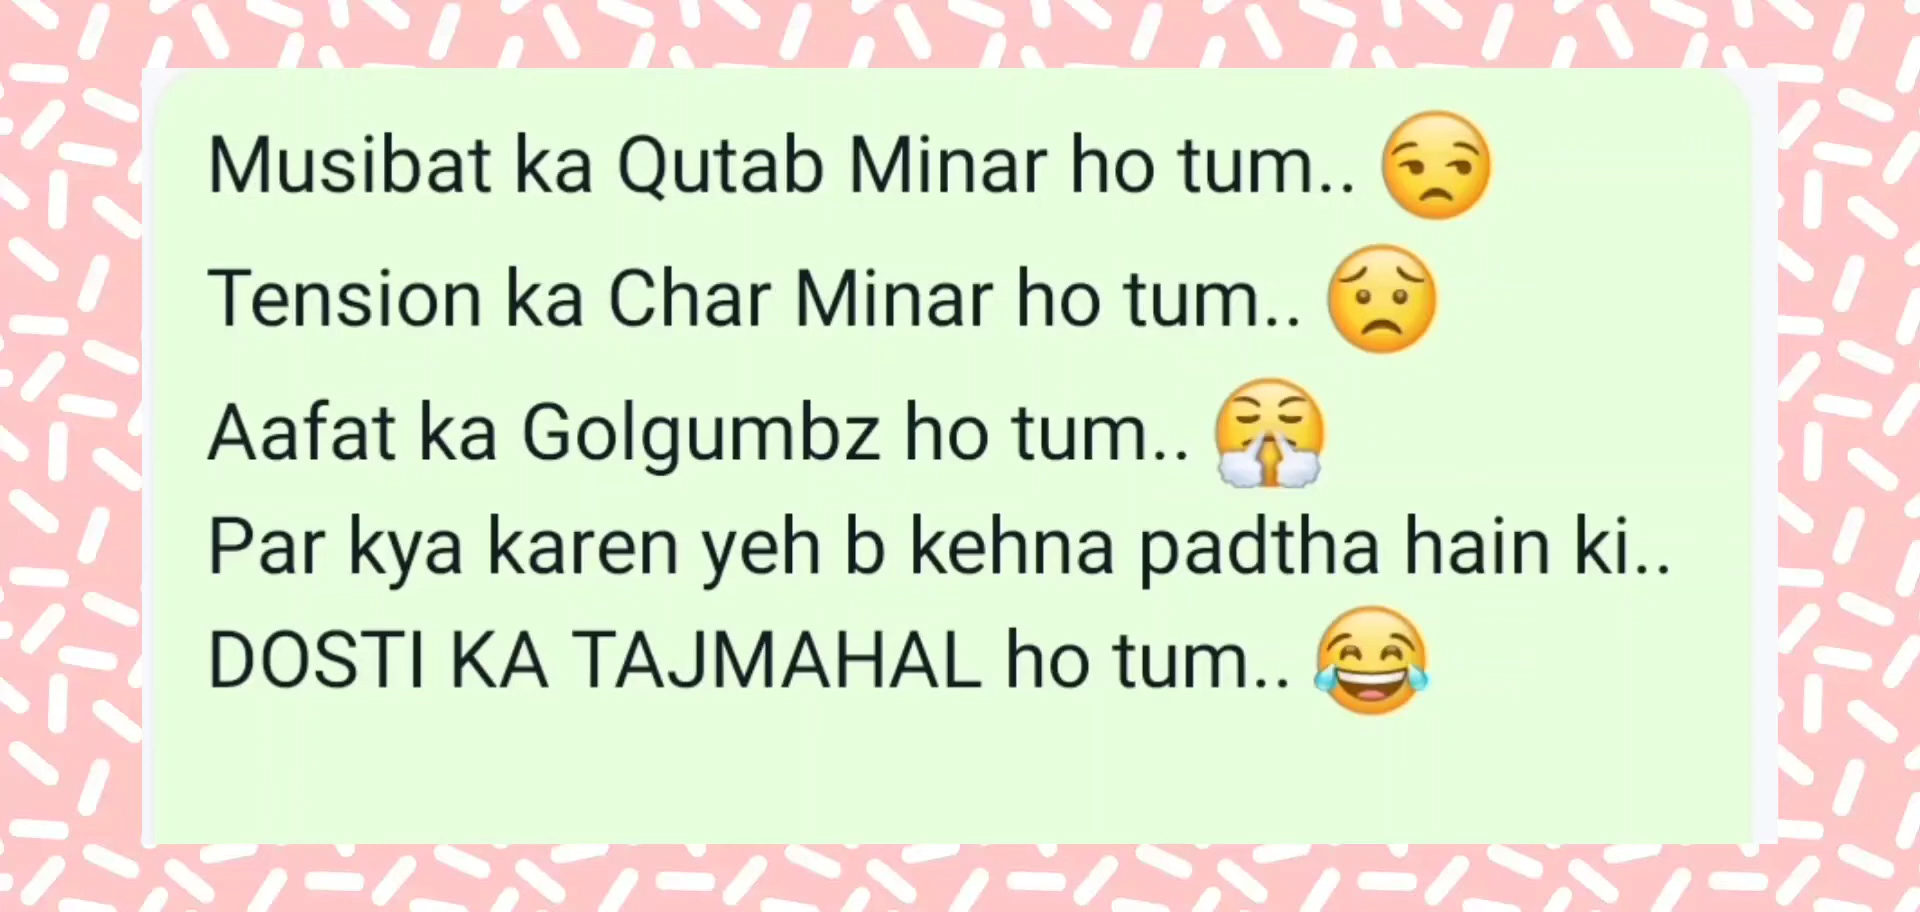 Musibat ka Qutab Minar ho tum.. 😒
Tension ka Char Minar ho tum.. 😟
Aafat ka Golgumbz ho tum.. 😤
Par kya karen yeh b kehna padtha hain ki..
DOSTI KA TAJMAHAL ho tum.. 😂